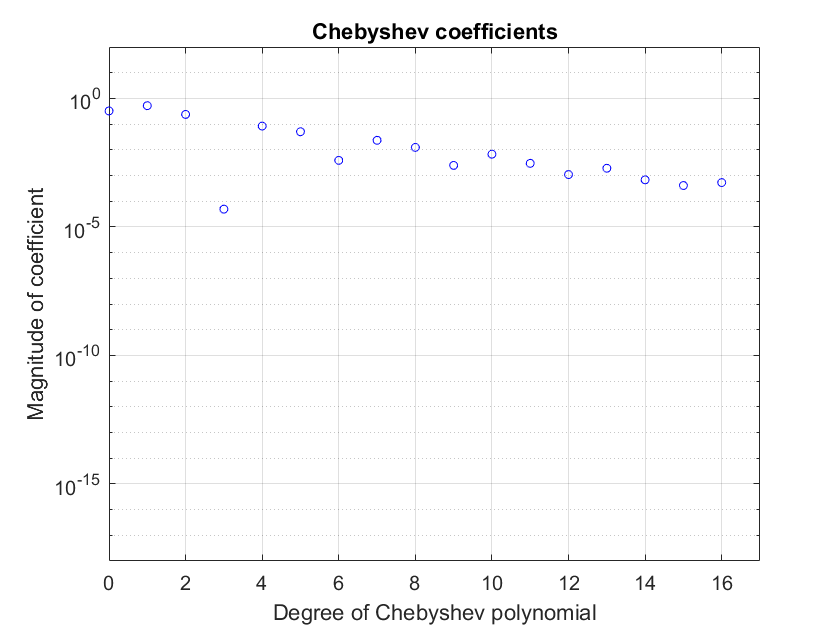 Chebyshev coefficients
Magnitude of coefficient
10^0
10^-5
10^-10
10^-15
0 2 4 6 8 10 12 14 16
Degree of Chebyshev polynomial